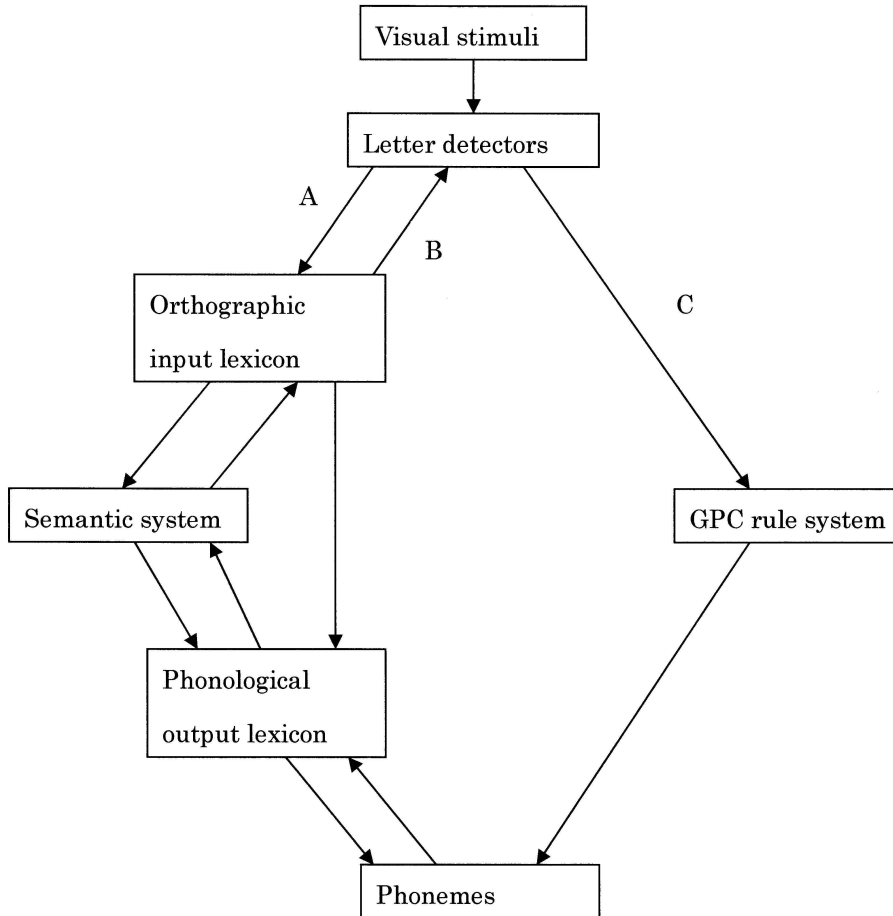 Visual stimuli
Letter detectors
A
B
Orthographic
input lexicon
C
Semantic system
GPC rule system
Phonological
output lexicon
Phonemes